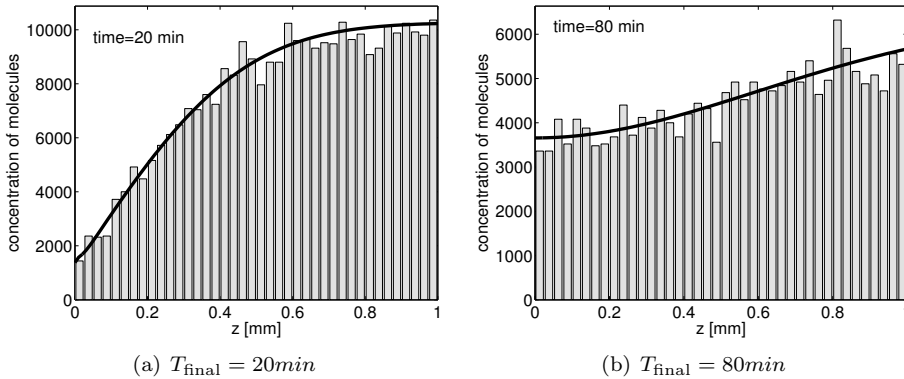 time=20 min
concentration of molecules
10000
8000
6000
4000
2000
0
0 0.2 0.4 0.6 0.8 1
z [mm]
(a) T_final = 20min
time=80 min
concentration of molecules
6000
5000
4000
3000
2000
1000
0
0 0.2 0.4 0.6 0.8
z [mm]
(b) T_final = 80min